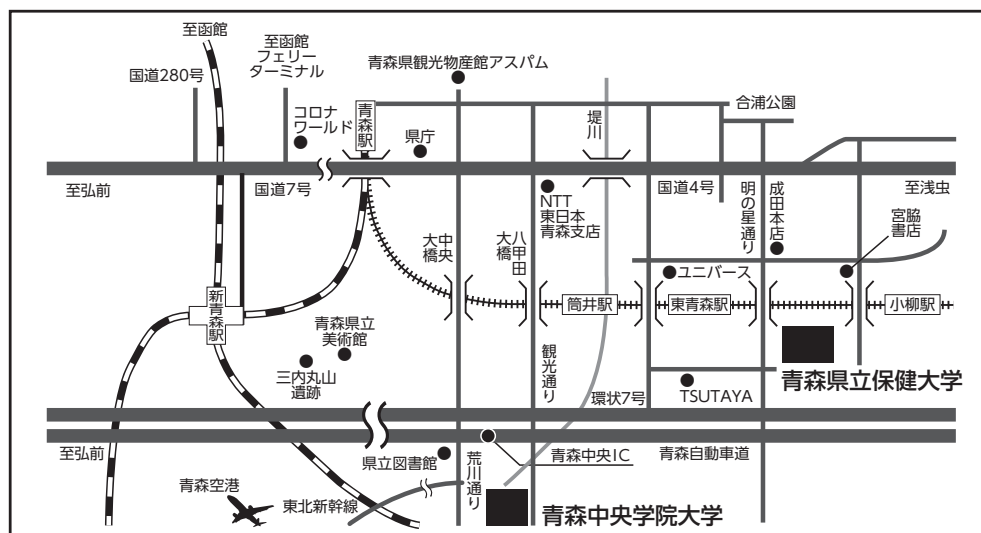 至函館
国道280号
至函館
フェリー
ターミナル
コロナ
ワールド
青森駅
青森県観光物産館アスパム
県庁
堤川
合浦公園
至弘前
国道7号
国道4号
至浅虫
NTT
東日本
青森支店
明の星通り
成田本店
宮脇
書店
中央
大橋
八甲田
大橋
ユニバース
新青森駅
筒井駅
東青森駅
小柳駅
青森県立
美術館
三内丸山
遺跡
観光通り
環状7号
TSUTAYA
青森県立保健大学
至弘前
県立図書館
荒川通り
青森中央IC
青森自動車道
青森空港
東北新幹線
青森中央学院大学